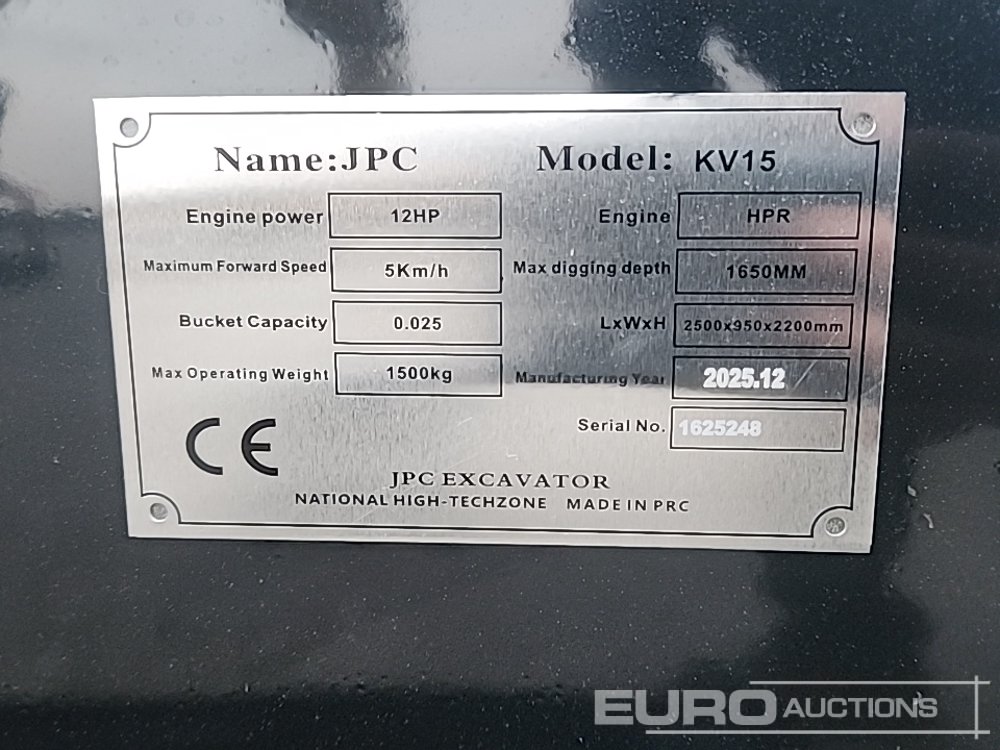 Name:JPC Model: KV15
Engine power 12HP Engine HPR
Maximum Forward Speed 5Km/h Max digging depth 1650MM
Bucket Capacity 0.025 LxWxH 2500x950x2200mm
Max Operating Weight 1500kg Manufacturing Year 2025.12
Serial No. 1625248
CE
JPC EXCAVATOR
NATIONAL HIGH-TECHZONE MADE IN PRC
EURO AUCTIONS